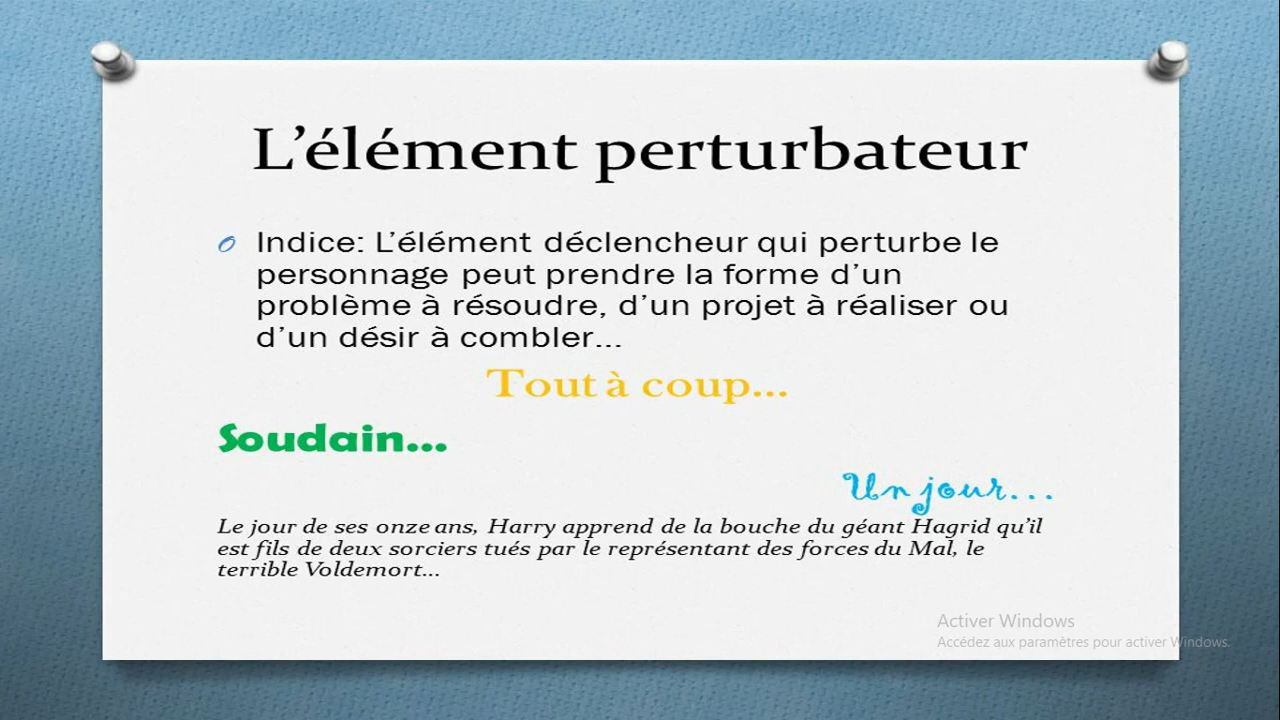 L’élément perturbateur
Indice: L’élément déclencheur qui perturbe le
personnage peut prendre la forme d’un
problème à résoudre, d’un projet à réaliser ou
d’un désir à combler...
Tout à coup...
Soudain...
Un jour...
Le jour de ses onze ans, Harry apprend de la bouche du géant Hagrid qu’il
est fils de deux sorciers tués par le représentant des forces du Mal, le
terrible Voldemort...
Activer Windows
Accédez aux paramètres pour activer Windows.